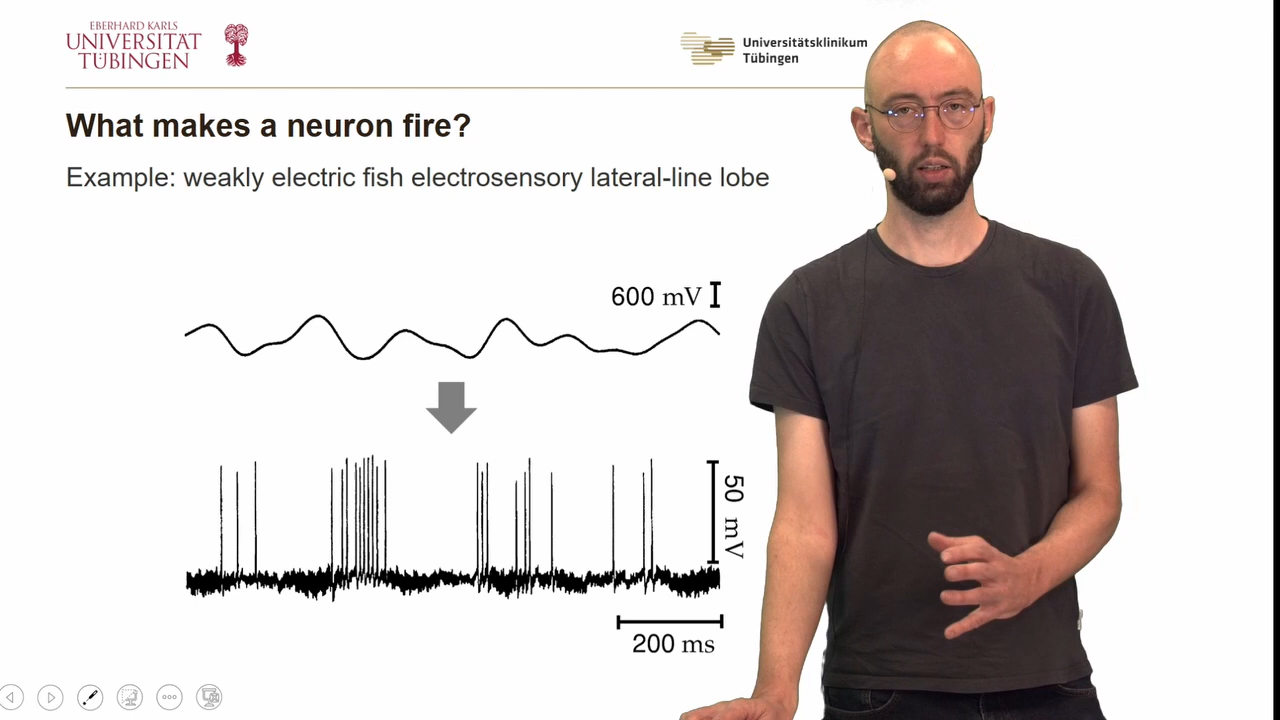 EBERHARD KARLS
UNIVERSITÄT
TÜBINGEN
Universitätsklinikum
Tübingen
What makes a neuron fire?
Example: weakly electric fish electrosensory lateral-line lobe
600 mV
50 mV
200 ms